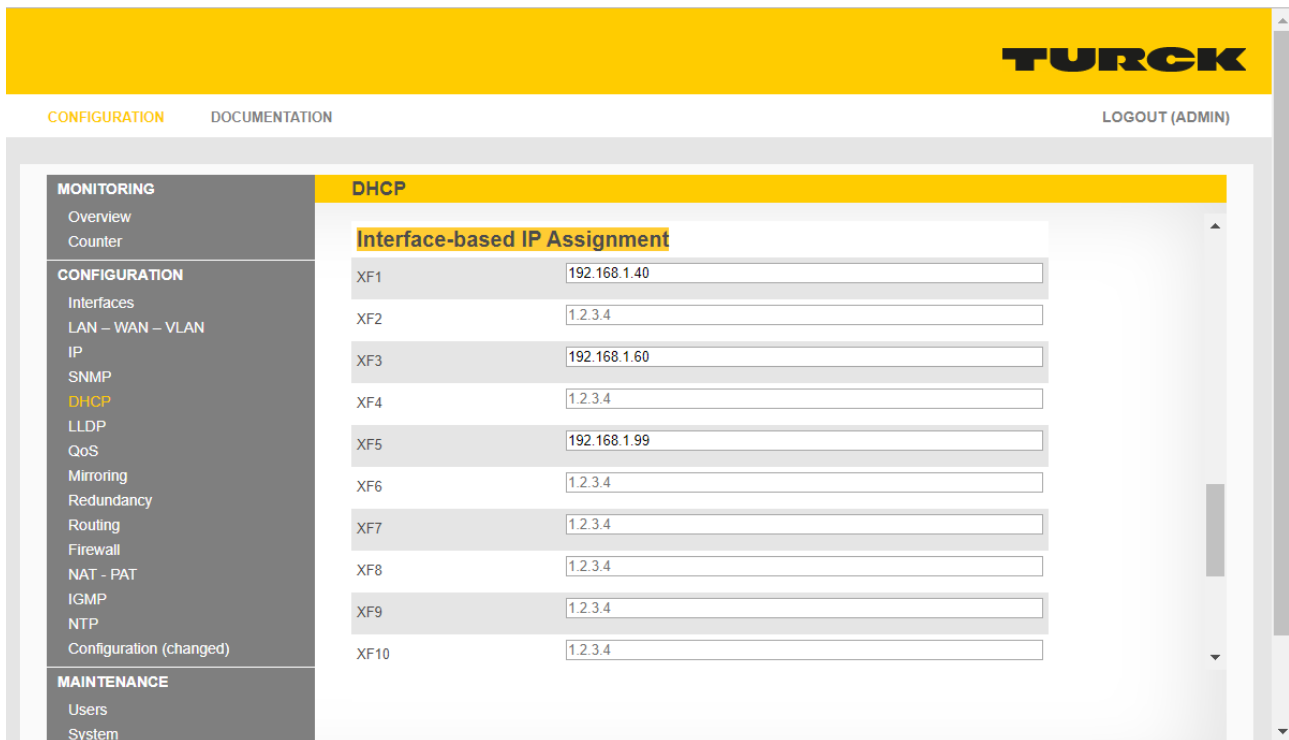 TURCK
CONFIGURATION DOCUMENTATION LOGOUT (ADMIN)
MONITORING
Overview
Counter
CONFIGURATION
Interfaces
LAN – WAN – VLAN
IP
SNMP
DHCP
LLDP
QoS
Mirroring
Redundancy
Routing
Firewall
NAT - PAT
IGMP
NTP
Configuration (changed)
MAINTENANCE
Users
System
DHCP
Interface-based IP Assignment
XF1 192.168.1.40
XF2 1.2.3.4
XF3 192.168.1.60
XF4 1.2.3.4
XF5 192.168.1.99
XF6 1.2.3.4
XF7 1.2.3.4
XF8 1.2.3.4
XF9 1.2.3.4
XF10 1.2.3.4